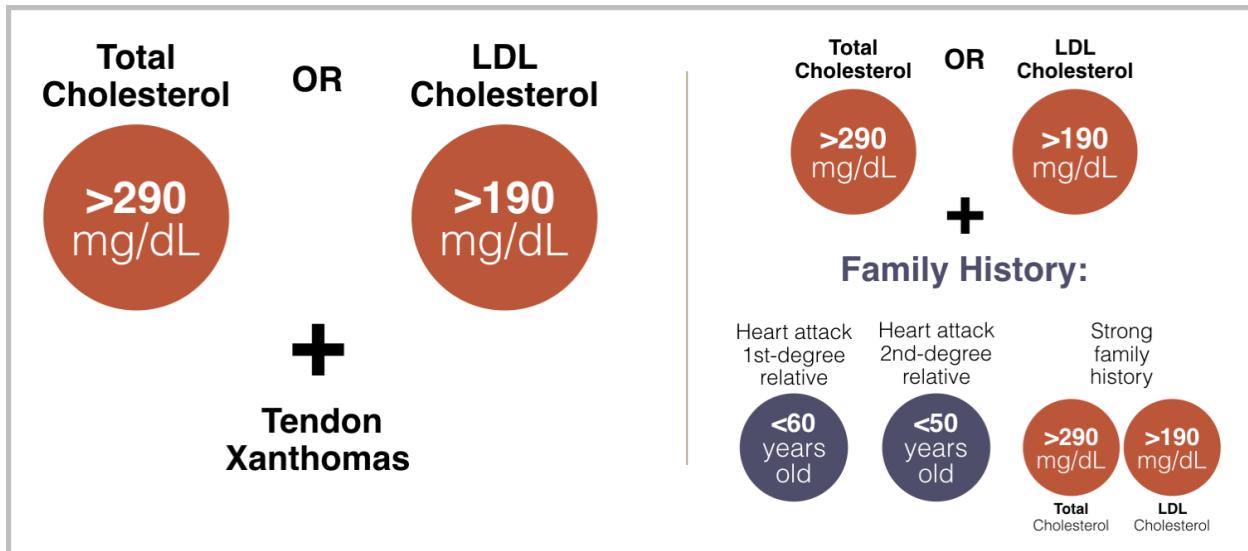 Total
Cholesterol
OR
LDL
Cholesterol
>290
mg/dL
>190
mg/dL
+
Tendon
Xanthomas
Total
Cholesterol
OR
LDL
Cholesterol
>290
mg/dL
>190
mg/dL
+
Family History:
Heart attack
1st-degree
relative
<60
years
old
Heart attack
2nd-degree
relative
<50
years
old
Strong
family
history
>290
mg/dL
Total
Cholesterol
>190
mg/dL
LDL
Cholesterol